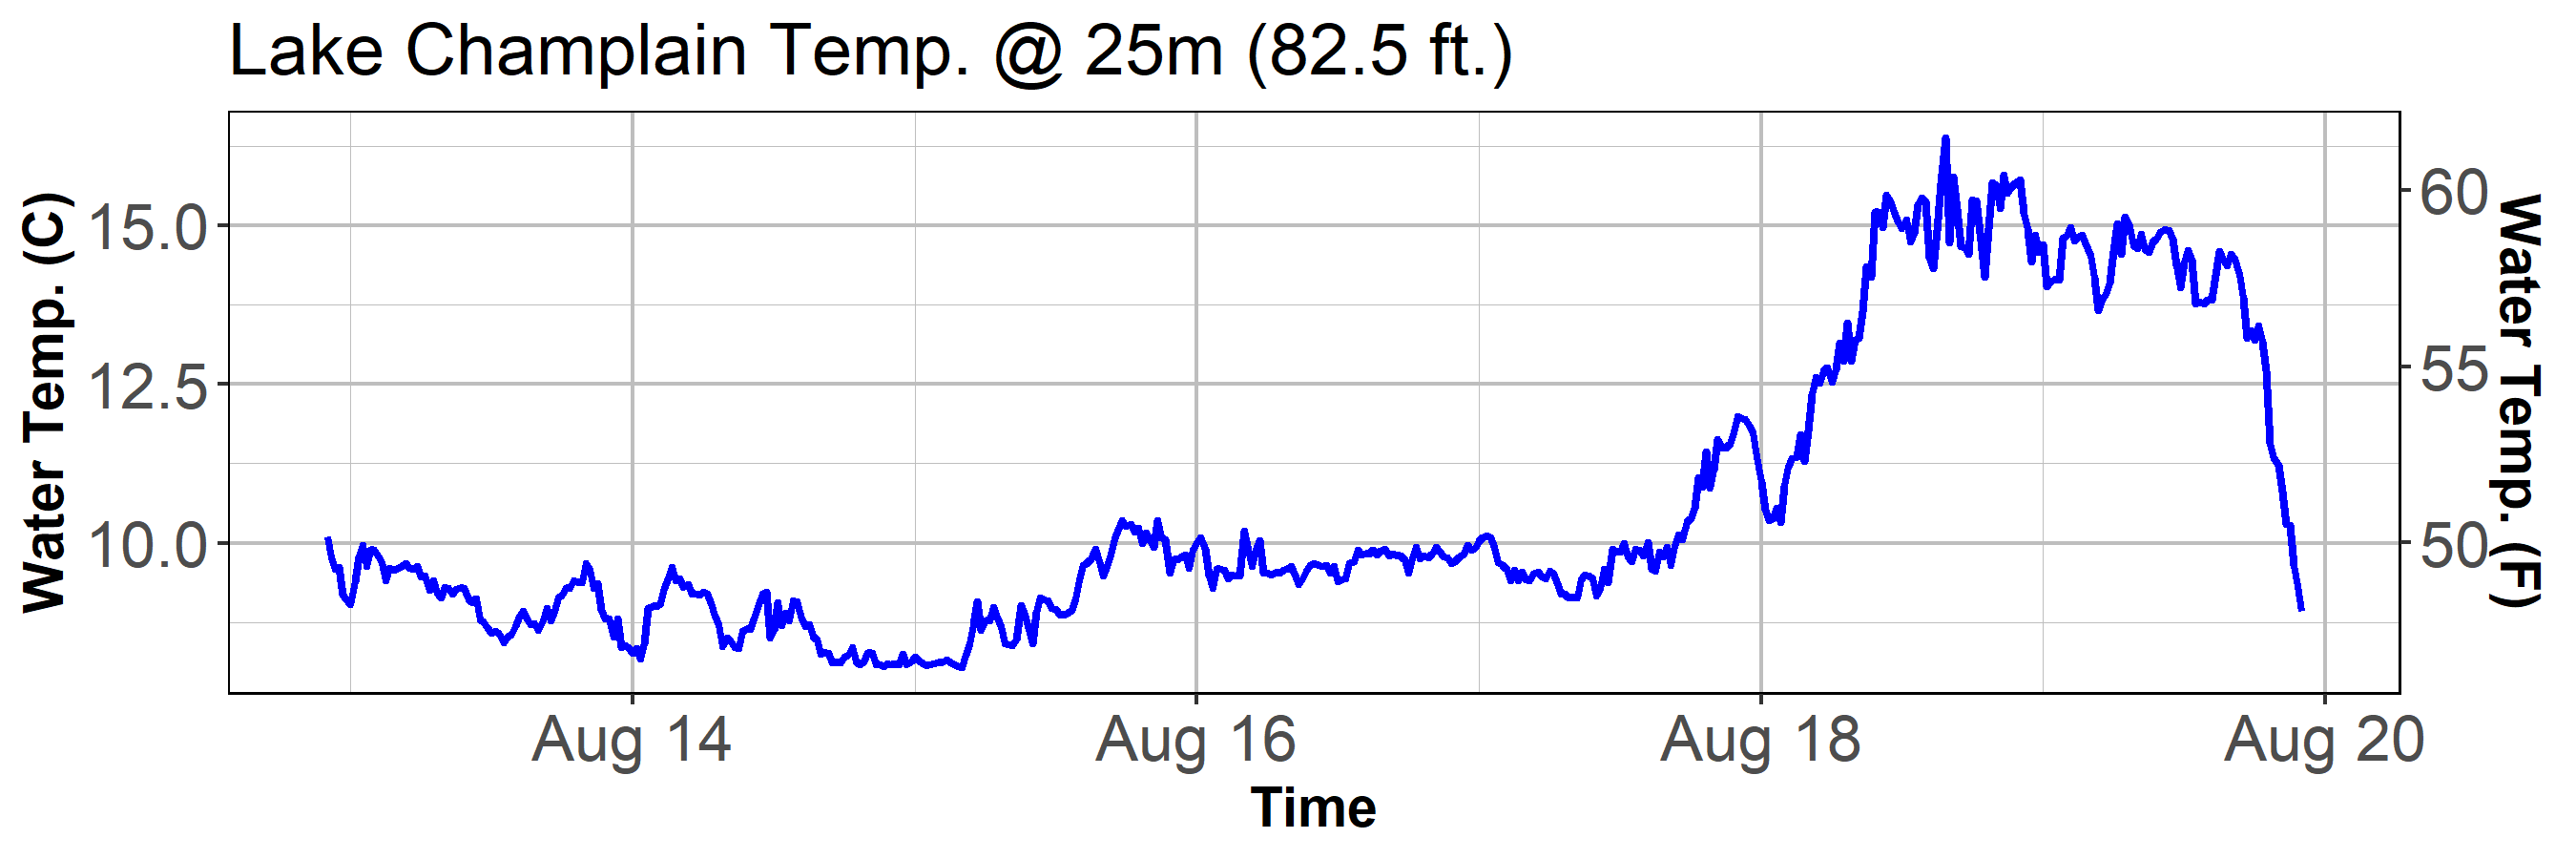 Lake Champlain Temp. @ 25m (82.5 ft.)
Water Temp. (C)
15.0
12.5
10.0
60
55
50
Water Temp. (F)
Aug 14 Aug 16 Aug 18 Aug 20
Time